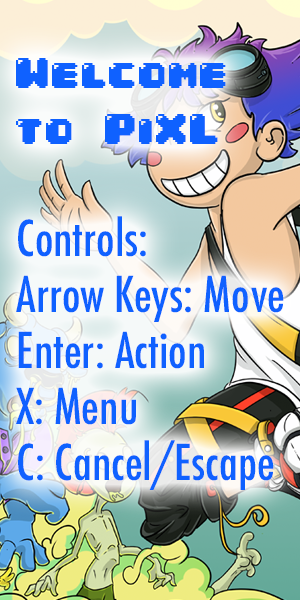 Welcome
to PiXL
Controls:
Arrow Keys: Move
Enter: Action
X: Menu
C: Cancel/Escape